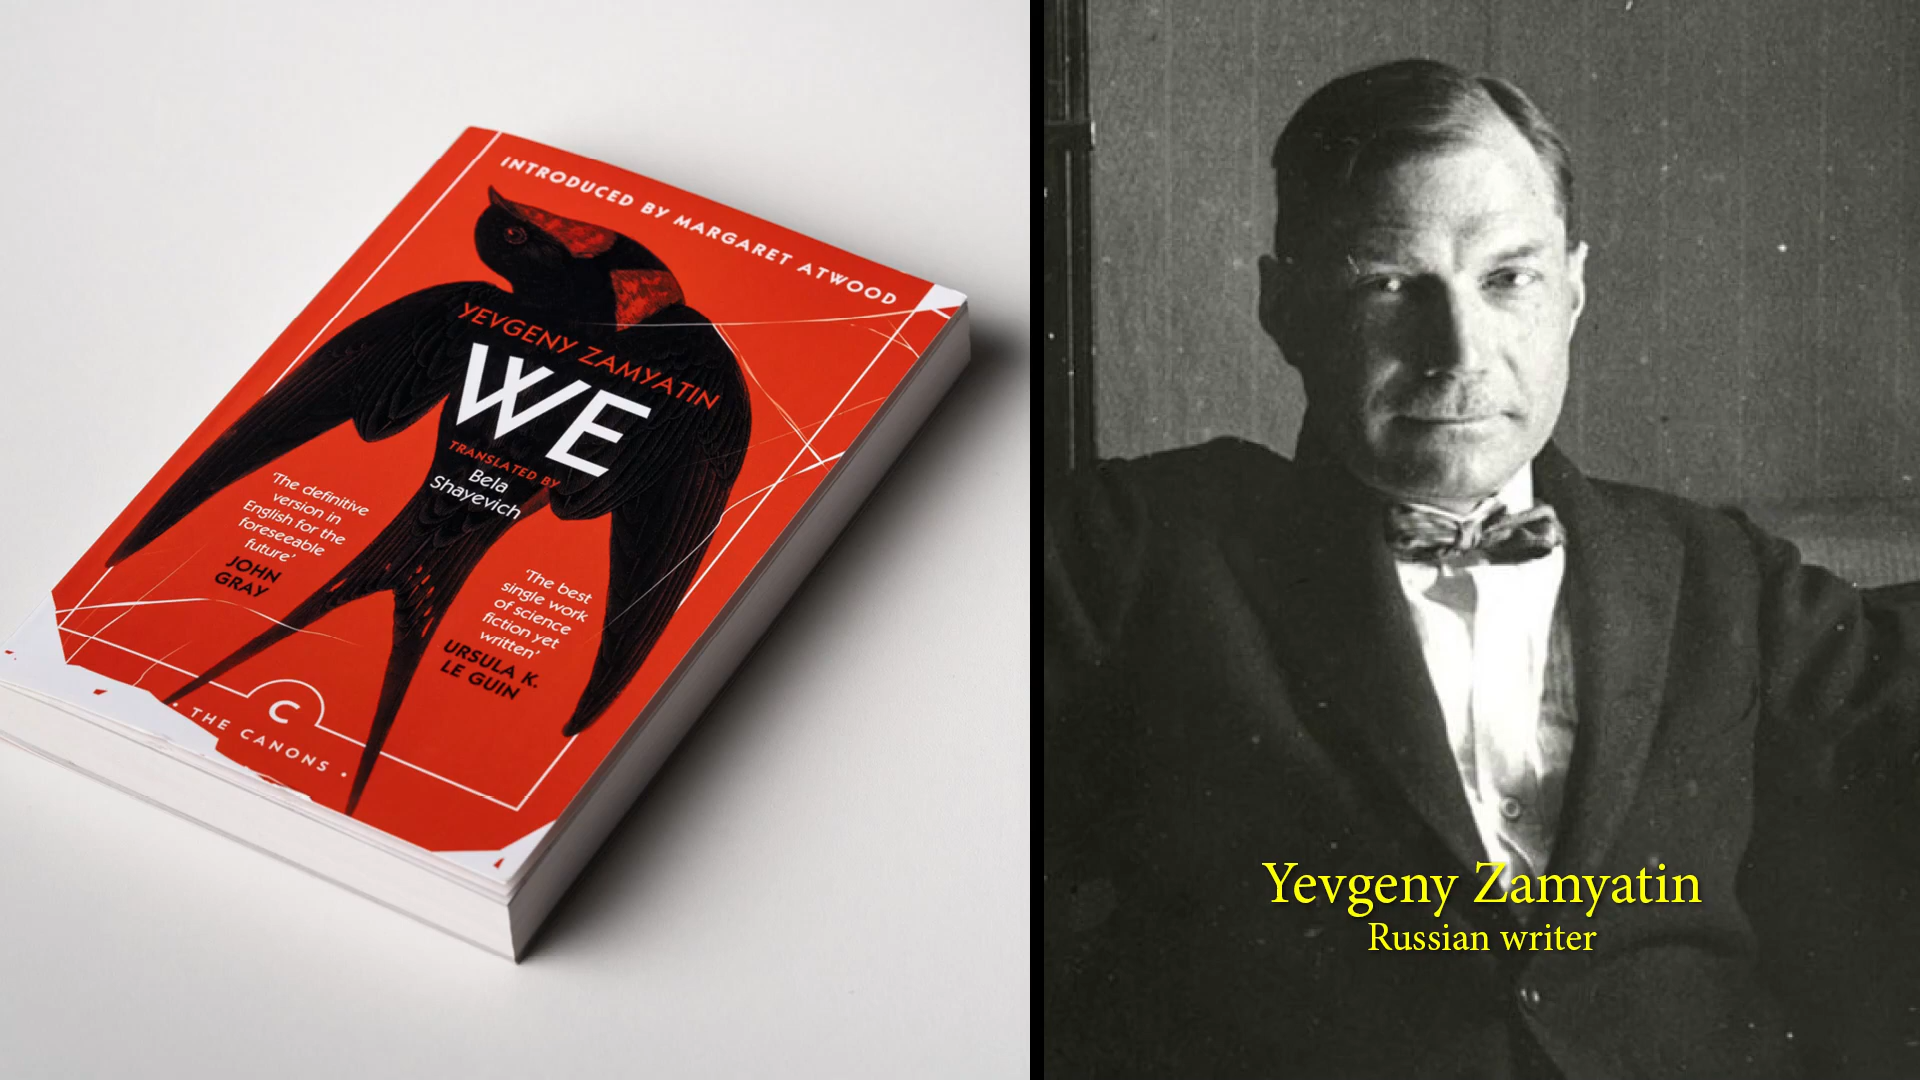 INTRODUCED BY MARGARET ATWOOD
YEVGENY ZAMYATIN
WE
TRANSLATED BY
Bela
Shayevich
'The definitive
version in
English for the
foreseeable
future'
JOHN
GRAY
'The best
single work
of science
fiction yet
written'
URSULA K.
LE GUIN
C
• THE CANONS •
Yevgeny Zamyatin
Russian writer